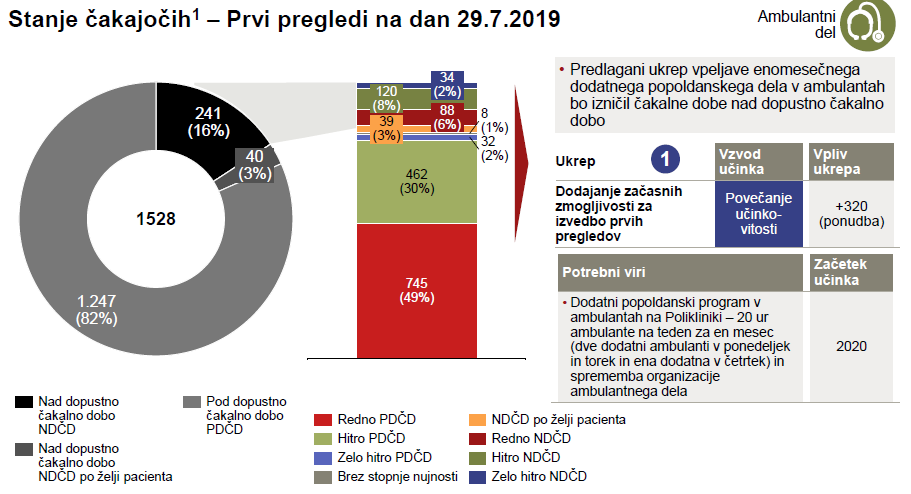 Stanje čakajočih1 – Prvi pregledi na dan 29.7.2019
Ambulantni
del
241
(16%)
40
(3%)
1528
1.247
(82%)
34
(2%)
120
(8%)
88
(6%)
39
(3%)
8
(1%)
32
(2%)
462
(30%)
745
(49%)
• Predlagani ukrep vpeljave enomesečnega
dodatnega popoldanskega dela v ambulantah
bo izničil čakalne dobe nad dopustno čakalno
dobo
Ukrep 1
Vzvod
učinka
Vpliv
ukrepa
Dodajanje začasnih
zmogljivosti za
izvedbo prvih
pregledov
Povečanje
učinko-
vitosti
+320
(ponudba)
Potrebni viri
Začetek
učinka
• Dodatni popoldanski program v
ambulantah na Polikliniki – 20 ur
ambulante na teden za en mesec
(dve dodatni ambulanti v ponedeljek
in torek in ena dodatna v četrtek) in
sprememba organizacije
ambulantnega dela
2020
Nad dopustno
čakalno dobo
NDČD
Pod dopustno
čakalno dobo
PDČD
Nad dopustno
čakalno dobo
NDČD po želji pacienta
Redno PDČD
NDČD po želji pacienta
Hitro PDČD
Redno NDČD
Zelo hitro PDČD
Hitro NDČD
Brez stopnje nujnosti
Zelo hitro NDČD